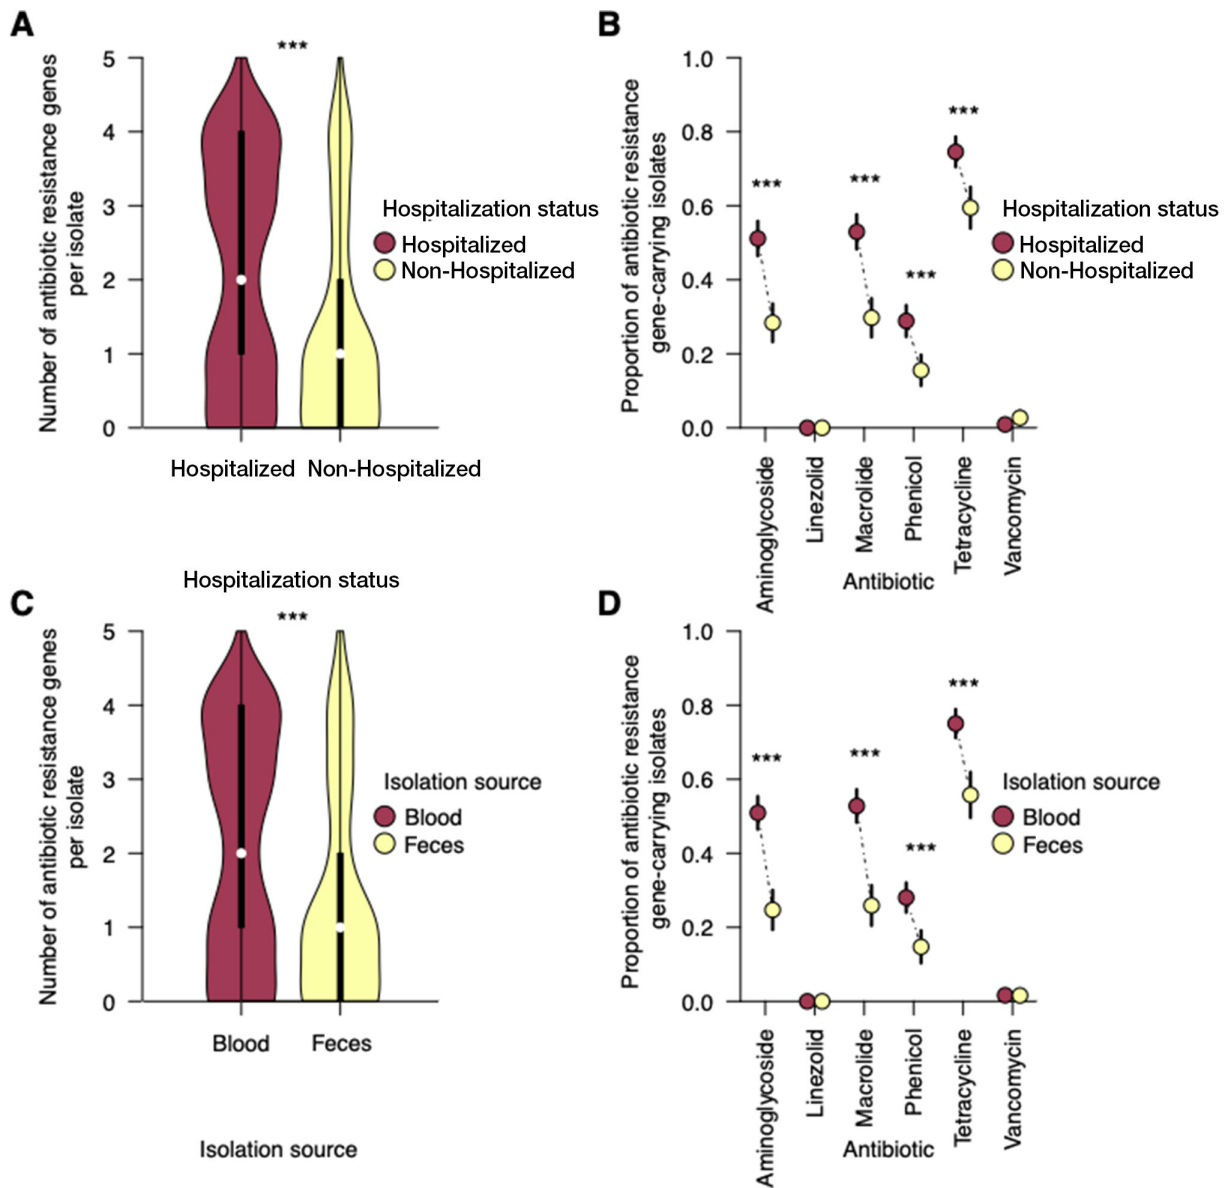 A
***
Number of antibiotic resistance genes
per isolate
5
4
3
2
1
0
Hospitalized
Non-Hospitalized
Hospitalization status
Hospitalization status
Hospitalized
Non-Hospitalized
B
Proportion of antibiotic resistance
gene-carrying isolates
1.0
0.8
0.6
0.4
0.2
0.0
***
***
***
***
Aminoglycoside
Linezolid
Macrolide
Phenicol
Tetracycline
Vancomycin
Antibiotic
Hospitalization status
Hospitalized
Non-Hospitalized
C
***
Number of antibiotic resistance genes
per isolate
5
4
3
2
1
0
Blood
Feces
Isolation source
Isolation source
Blood
Feces
D
Proportion of antibiotic resistance
gene-carrying isolates
1.0
0.8
0.6
0.4
0.2
0.0
***
***
***
***
Aminoglycoside
Linezolid
Macrolide
Phenicol
Tetracycline
Vancomycin
Antibiotic
Isolation source
Blood
Feces